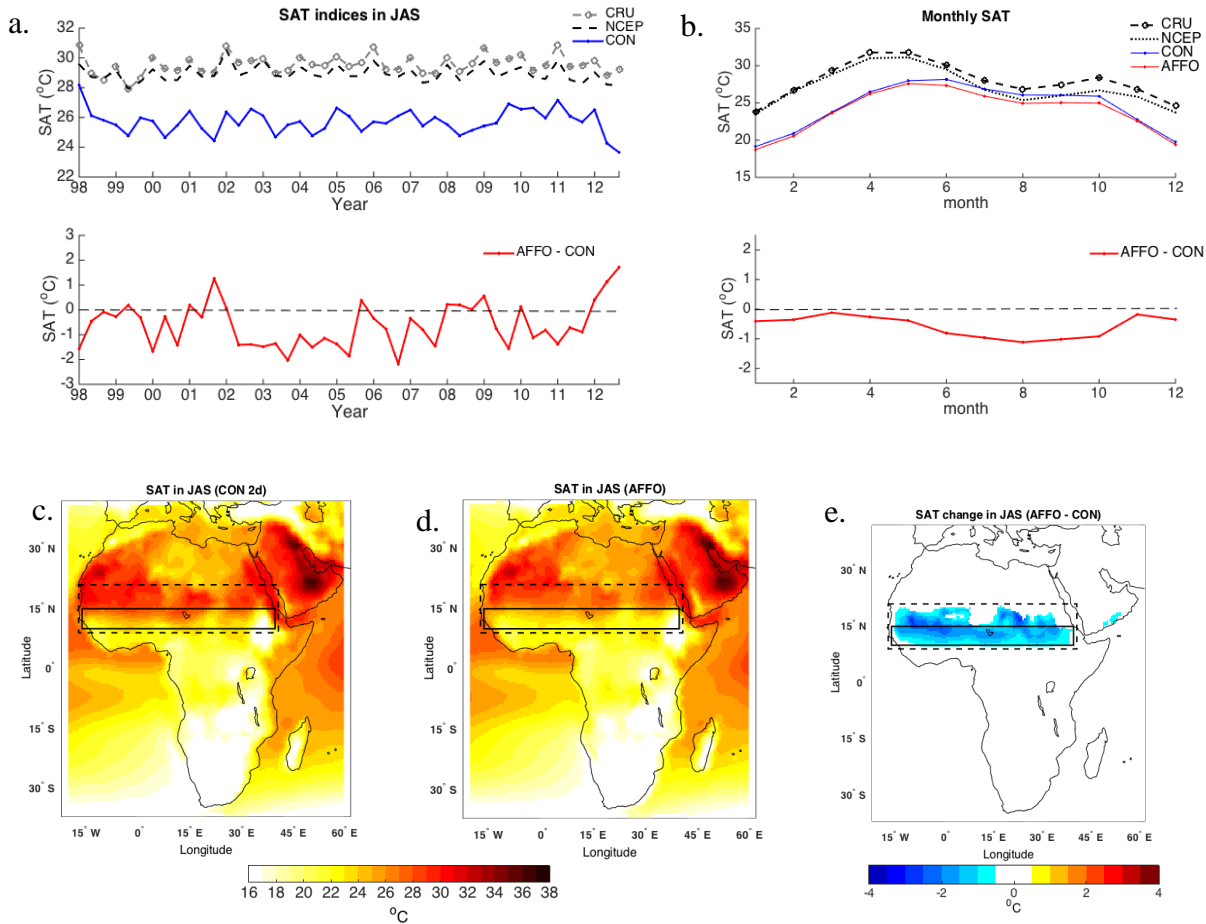 a.
SAT indices in JAS
CRU
NCEP
CON
SAT (°C)
32
30
28
26
24
22
98 99 00 01 02 03 04 05 06 07 08 09 10 11 12
Year
AFFO - CON
SAT (°C)
3
2
1
0
-1
-2
-3
98 99 00 01 02 03 04 05 06 07 08 09 10 11 12
Year
b.
Monthly SAT
CRU
NCEP
CON
AFFO
SAT (°C)
35
30
25
20
15
2 4 6 8 10 12
month
AFFO - CON
SAT (°C)
2
1
0
-1
-2
2 4 6 8 10 12
month
c.
SAT in JAS (CON 2d)
Latitude
30° N
15° N
0°
15° S
30° S
15° W 0° 15° E 30° E 45° E 60° E
Longitude
d.
SAT in JAS (AFFO)
Latitude
30° N
15° N
0°
15° S
30° S
15° W 0° 15° E 30° E 45° E 60° E
Longitude
16 18 20 22 24 26 28 30 32 34 36 38
°C
e.
SAT change in JAS (AFFO - CON)
Latitude
30° N
15° N
0°
15° S
30° S
15° W 0° 15° E 30° E 45° E 60° E
Longitude
-4 -2 0 2 4
°C